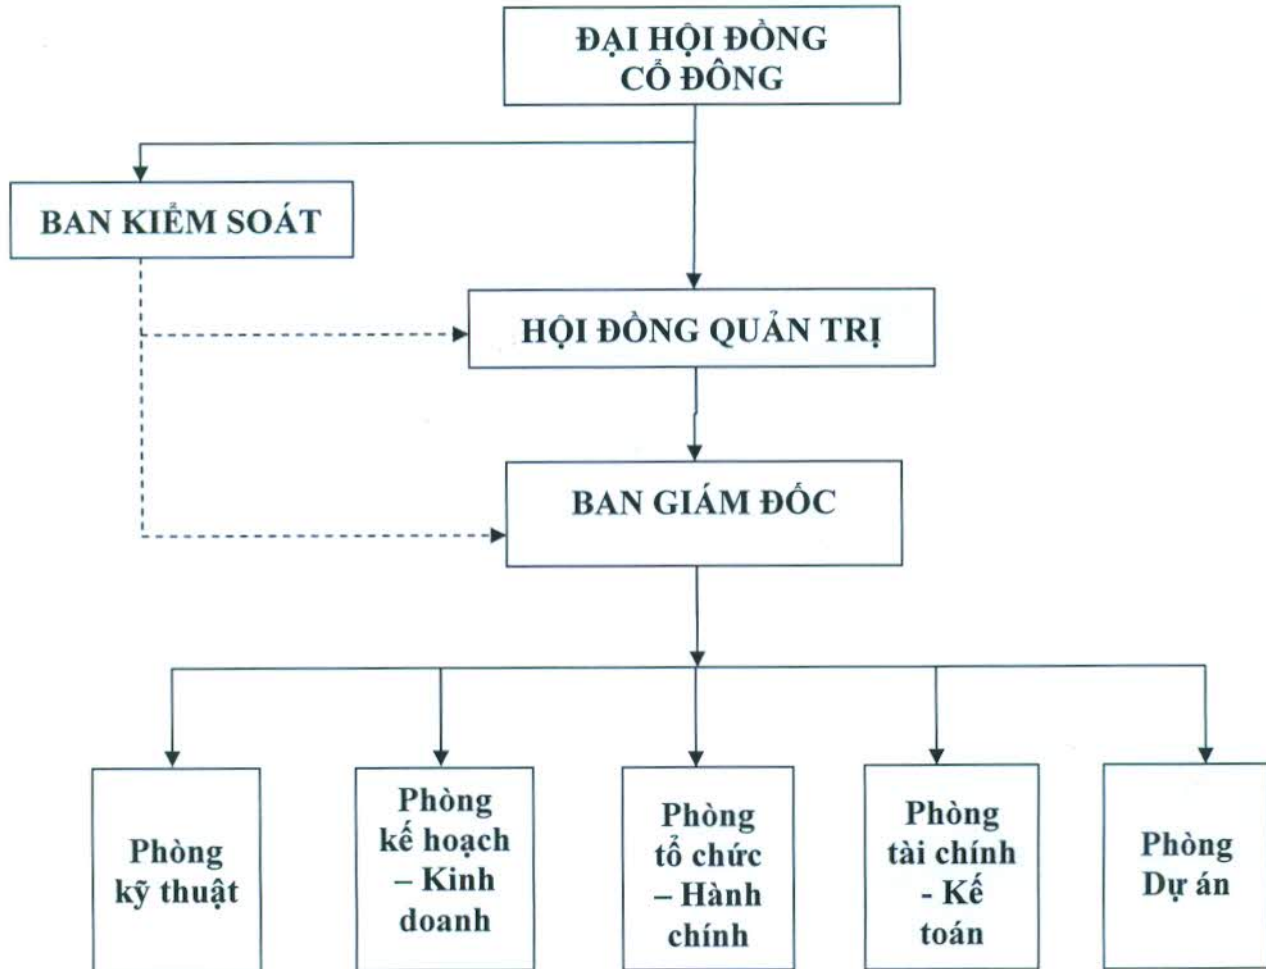 ĐẠI HỘI ĐỒNG
CỔ ĐÔNG
BAN KIỂM SOÁT
HỘI ĐỒNG QUẢN TRỊ
BAN GIÁM ĐỐC
Phòng
kỹ thuật
Phòng
kế hoạch
– Kinh
doanh
Phòng
tổ chức
– Hành
chính
Phòng
tài chính
- Kế
toán
Phòng
Dự án